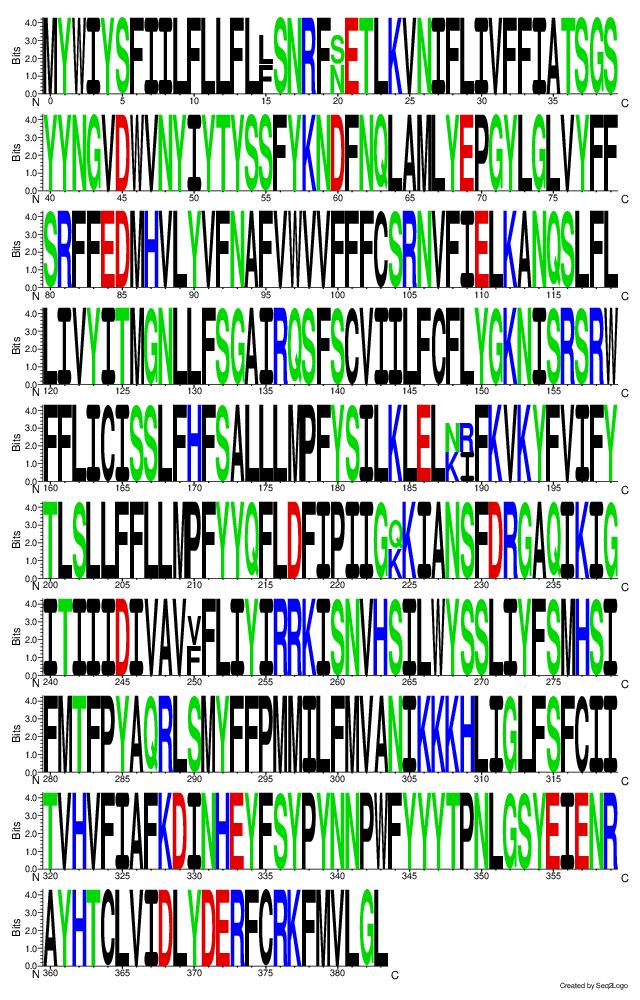 Bits 4.0 3.0 2.0 1.0 0.0
MYWIYSFIILFLLFLLSNRFSETLKVNIFLIVFFIATSGS
F N
N 0 5 10 15 20 25 30 35 C
Bits 4.0 3.0 2.0 1.0 0.0
YYNGVDWVNYIYTYSSFYKNDFNQLAMLYEPGYLGLVYFF
N 40 45 50 55 60 65 70 75 C
Bits 4.0 3.0 2.0 1.0 0.0
SRFFEDMHVLYVFNAFVWVVFFFCSRNVFIELKANQSLFL
N 80 85 90 95 100 105 110 115 C
Bits 4.0 3.0 2.0 1.0 0.0
LIVYITMGNLLFSGAIRQSFSCVIILFCFLYGKNISRSRW
N 120 125 130 135 140 145 150 155 C
Bits 4.0 3.0 2.0 1.0 0.0
FFLICISSLFHFSALLLMPFYSILKLELNRFKVKYFVIFY
K I
N 160 165 170 175 180 185 190 195 C
Bits 4.0 3.0 2.0 1.0 0.0
TLSLLFFLLMPFYYQFLDFIPIIGQKIANSFDRGAQIKIG
K
N 200 205 210 215 220 225 230 235 C
Bits 4.0 3.0 2.0 1.0 0.0
ITIIIDIVAVVFLIYIRRKISNVHSILWYSSLIYFSMHSI
F
N 240 245 250 255 260 265 270 275 C
Bits 4.0 3.0 2.0 1.0 0.0
FMTFPYAQRLSMYFFPMMILFMVANIKKKHLIGLFSFCII
N 280 285 290 295 300 305 310 315 C
Bits 4.0 3.0 2.0 1.0 0.0
TVHVFIAFKDINHEYFSYPYNNPWFYYYTPNLGSYEIENR
N 320 325 330 335 340 345 350 355 C
Bits 4.0 3.0 2.0 1.0 0.0
AYHTCLVIDLYDERFCRKFMVLGL
N 360 365 370 375 380 C
Created by Seq2Logo